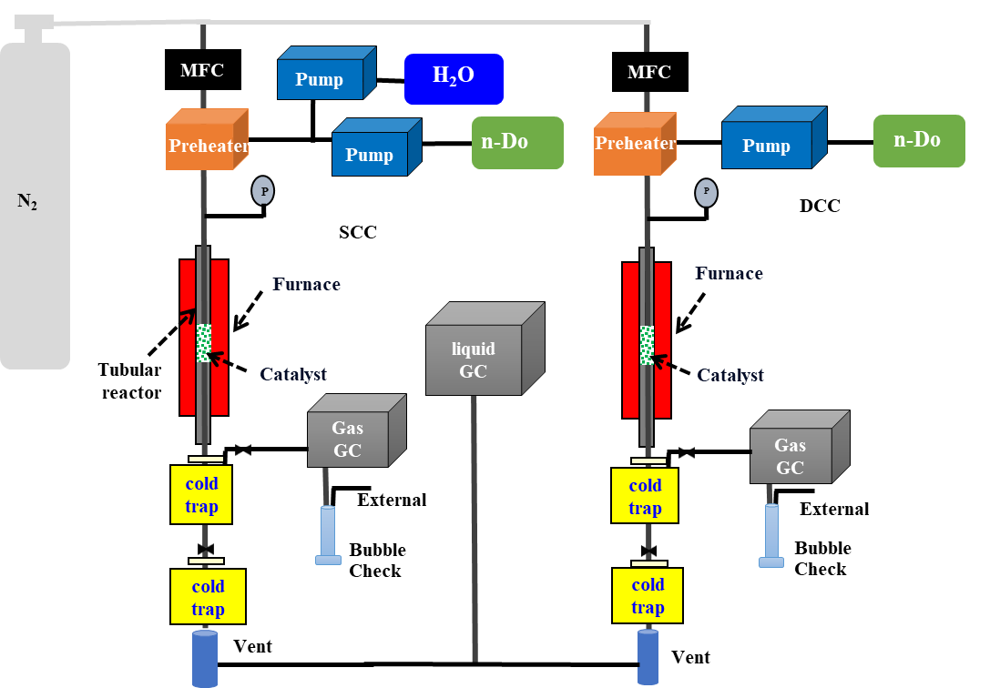 MFC
Pump
H₂O
MFC
Preheater
Pump
n-Do
Preheater
Pump
n-Do
N₂
P
P
SCC
DCC
Furnace
Furnace
Tubular
reactor
Catalyst
liquid
GC
Catalyst
Gas
GC
Gas
GC
cold
trap
External
cold
trap
External
Bubble
Check
Bubble
Check
cold
trap
cold
trap
Vent
Vent